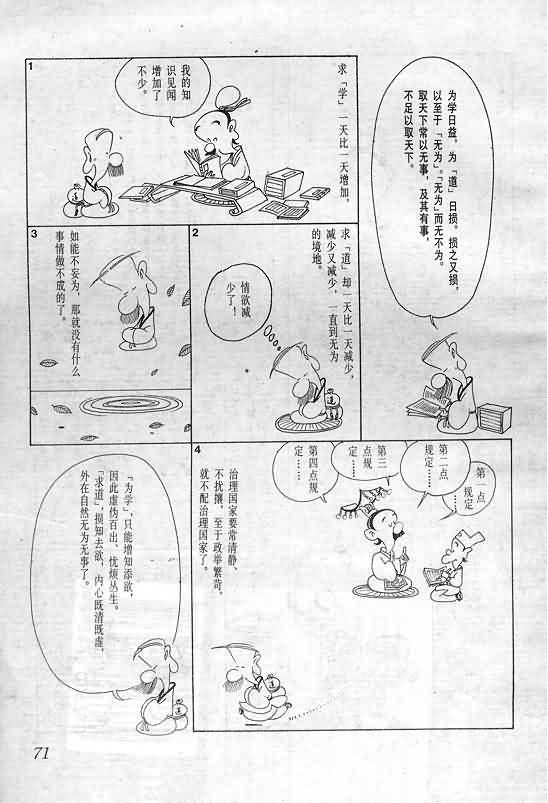 为学日益，为「道」日损。损之又损，
以至于「无为」。「无为」而无不为。
取天下常以无事，及其有事，
不足以取天下。
1
求「学」一天比一天增加，
我的知
识见闻
增加了
不少。
2
求「道」却一天比一天减少，
减少又减少，一直到无为
的境地。
情欲减
少了！
3
如能不妄为，那就没有什么
事情做不成的了。
4
治理国家要常清静、
不扰攘，至于政举繁苛，
就不配治理国家了。
第一点
规定……
第二点
规定……
第三
点规
定……
第四点规
定……
「为学」，只能增知添欲，
因此虚伪百出，忧烦丛生。
「求道」，损知去欲，内心既清既虚，
外在自然无为无事了。
71